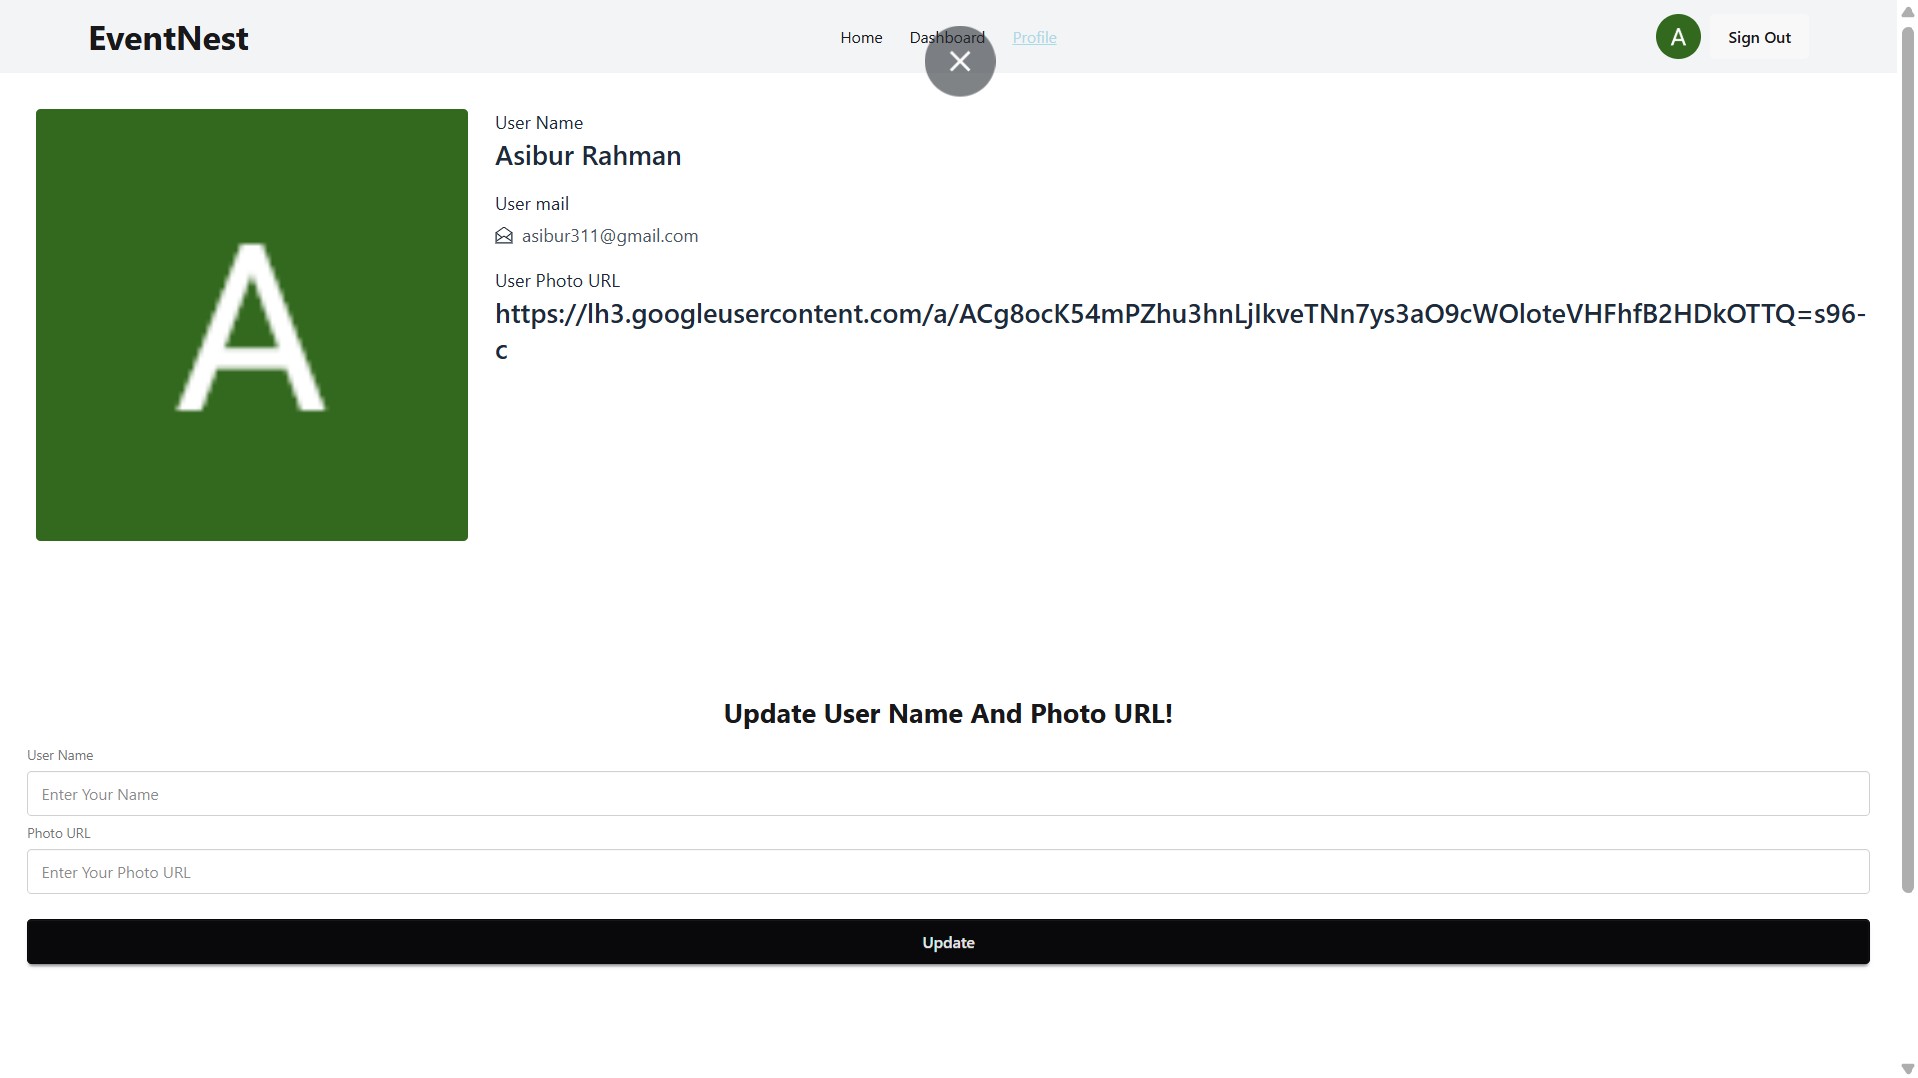 EventNest
Home Dashboard Profile
A Sign Out
A
User Name
Asibur Rahman
User mail
asibur311@gmail.com
User Photo URL
https://lh3.googleusercontent.com/a/ACg8ocK54mPZhu3hnLjIkveTNn7ys3aO9cWOloteVHFhfB2HDkOTTQ=s96-
c
Update User Name And Photo URL!
User Name
Enter Your Name
Photo URL
Enter Your Photo URL
Update